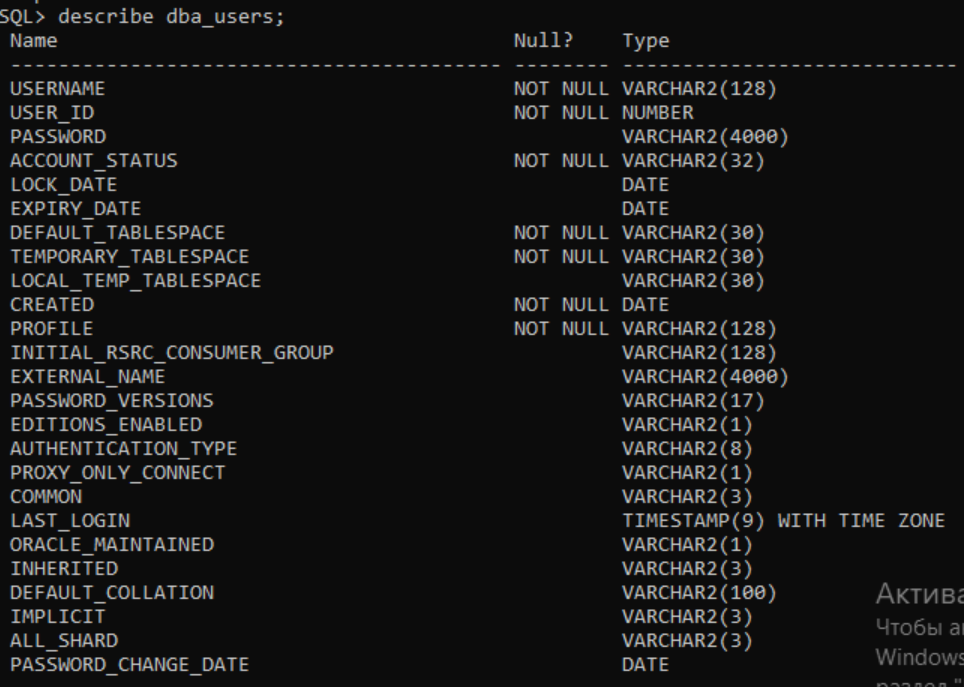 SQL> describe dba_users;
Name Null? Type
----------------------------------------- -------- ----------------------------
USERNAME NOT NULL VARCHAR2(128)
USER_ID NOT NULL NUMBER
PASSWORD VARCHAR2(4000)
ACCOUNT_STATUS NOT NULL VARCHAR2(32)
LOCK_DATE DATE
EXPIRY_DATE DATE
DEFAULT_TABLESPACE NOT NULL VARCHAR2(30)
TEMPORARY_TABLESPACE NOT NULL VARCHAR2(30)
LOCAL_TEMP_TABLESPACE VARCHAR2(30)
CREATED NOT NULL DATE
PROFILE NOT NULL VARCHAR2(128)
INITIAL_RSRC_CONSUMER_GROUP VARCHAR2(128)
EXTERNAL_NAME VARCHAR2(4000)
PASSWORD_VERSIONS VARCHAR2(17)
EDITIONS_ENABLED VARCHAR2(1)
AUTHENTICATION_TYPE VARCHAR2(8)
PROXY_ONLY_CONNECT VARCHAR2(1)
COMMON VARCHAR2(3)
LAST_LOGIN TIMESTAMP(9) WITH TIME ZONE
ORACLE_MAINTAINED VARCHAR2(1)
INHERITED VARCHAR2(3)
DEFAULT_COLLATION VARCHAR2(100)
IMPLICIT VARCHAR2(3)
ALL_SHARD VARCHAR2(3)
PASSWORD_CHANGE_DATE DATE
Актива
Чтобы
Windows